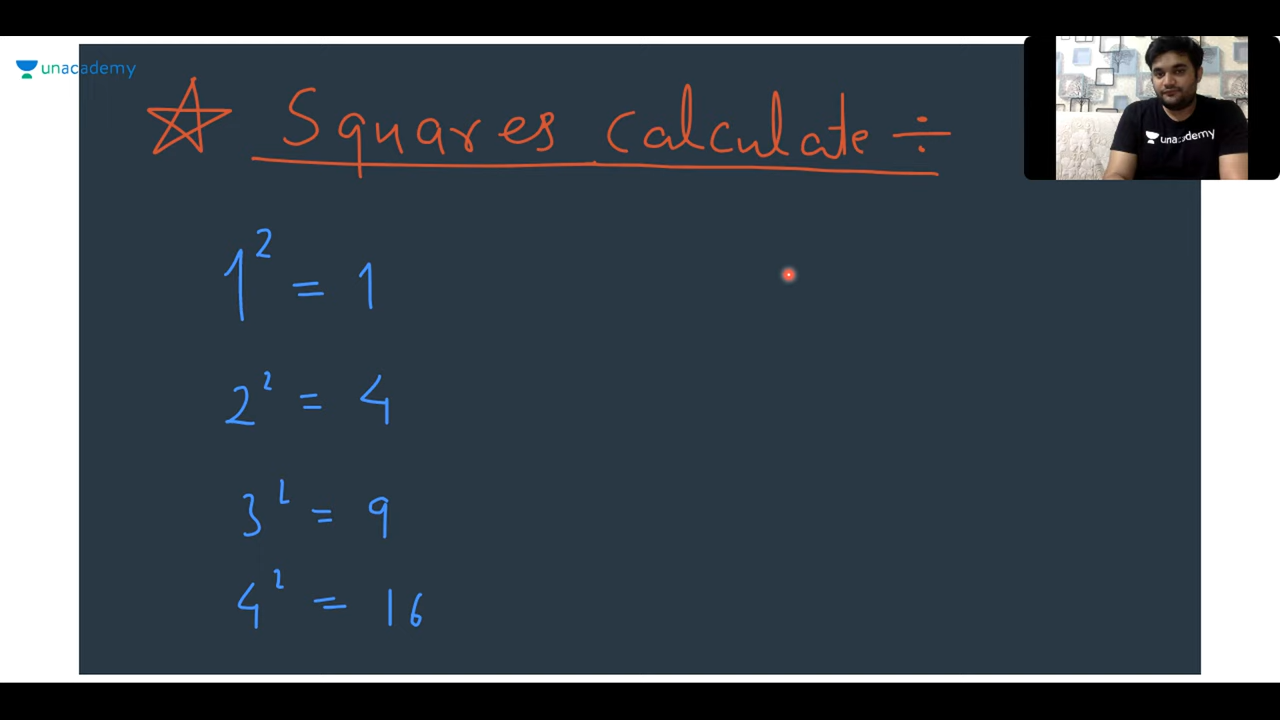 unacademy
☆ Squares calculate ÷
unacademy
1² = 1
2² = 4
3² = 9
4² = 16